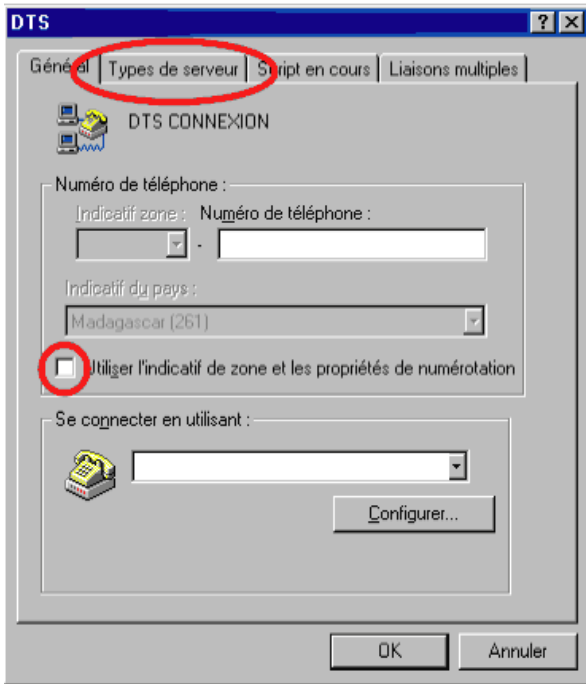 DTS
Général Types de serveur Script en cours Liaisons multiples
DTS CONNEXION
Numéro de téléphone :
Indicatif zone : Numéro de téléphone :
-
Indicatif du pays :
Madagascar (261)
Utiliser l'indicatif de zone et les propriétés de numérotation
Se connecter en utilisant :
Configurer...
OK Annuler